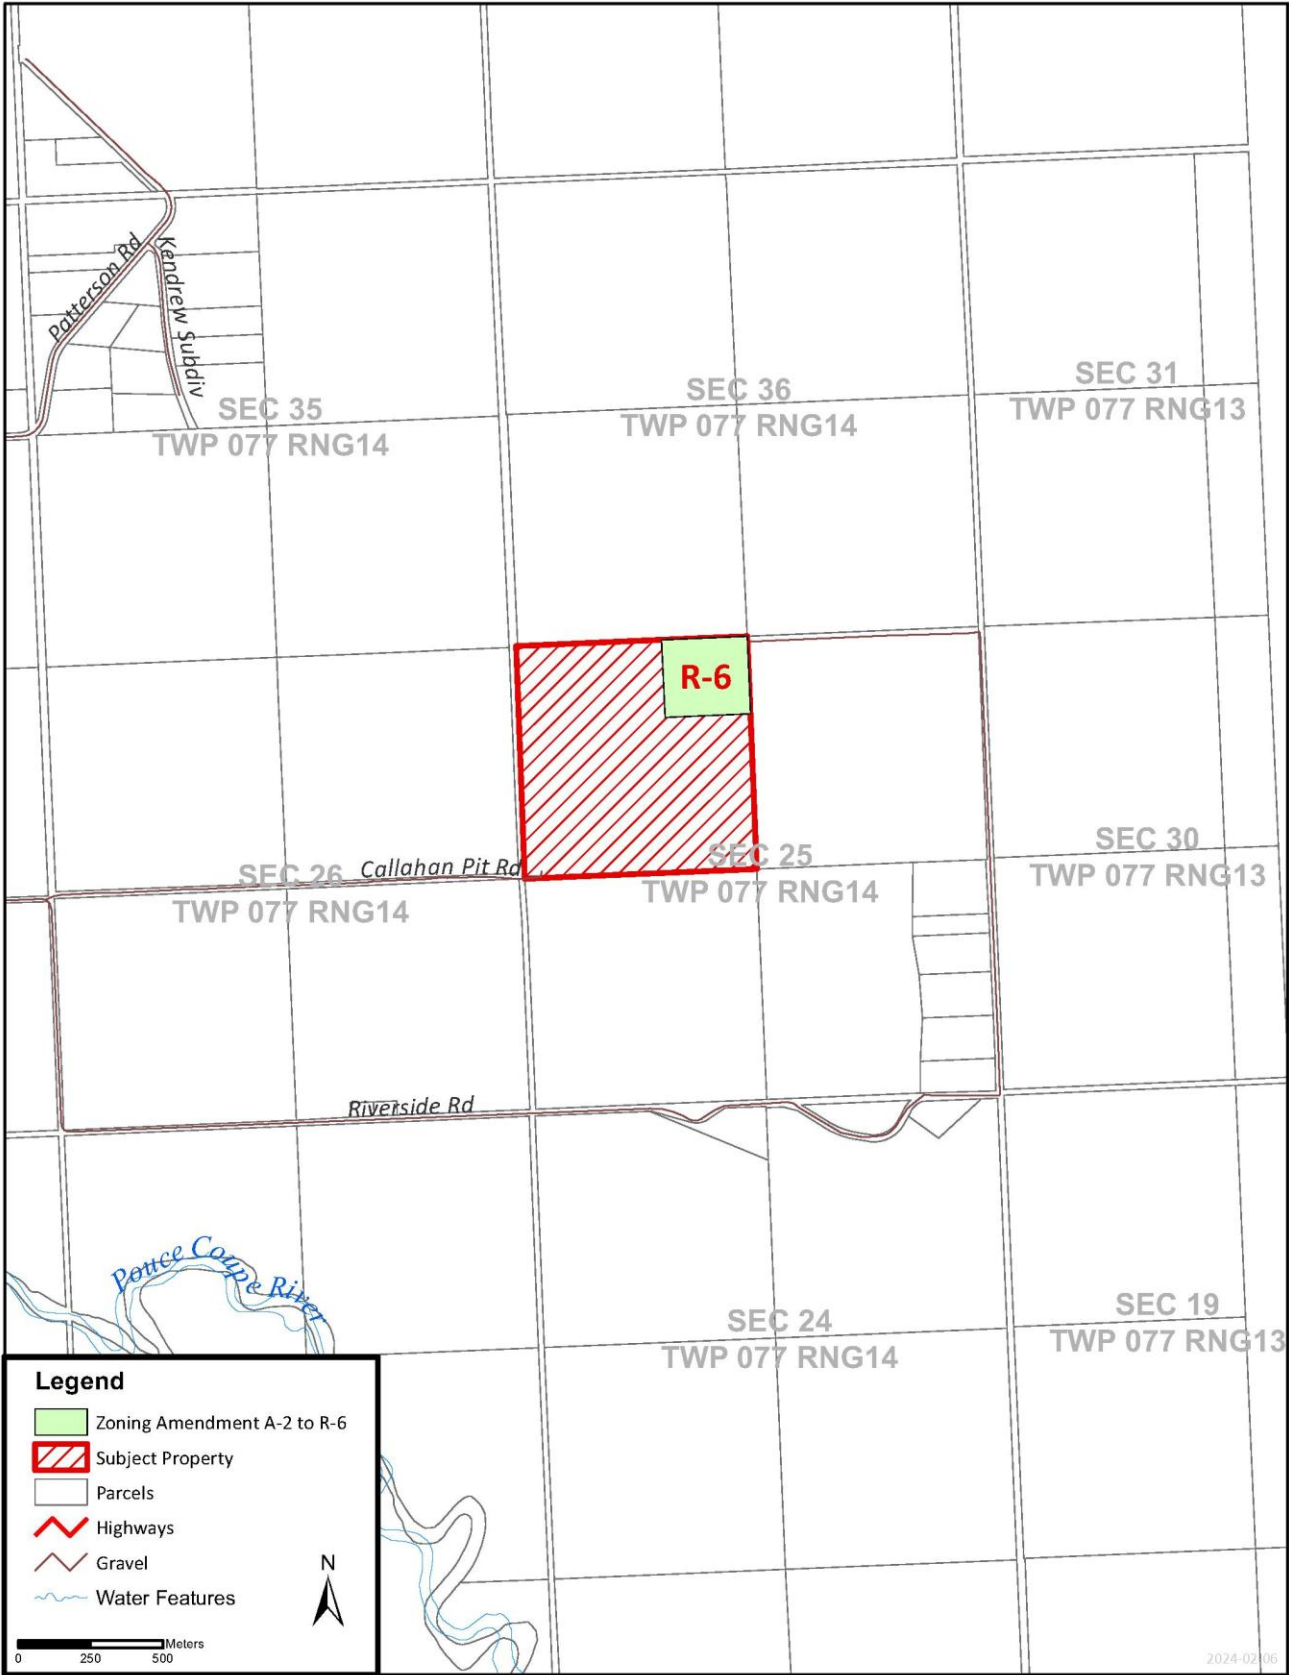 Patterson Rd
Kendrew Subdiv
SEC 35
TWP 077 RNG14
SEC 36
TWP 077 RNG14
SEC 31
TWP 077 RNG13
R-6
Callahan Pit Rd
SEC 26
TWP 077 RNG14
SEC 25
TWP 077 RNG14
SEC 30
TWP 077 RNG13
Riverside Rd
Pouce Coupe River
SEC 24
TWP 077 RNG14
SEC 19
TWP 077 RNG13
Legend
Zoning Amendment A-2 to R-6
Subject Property
Parcels
Highways
Gravel
Water Features
N
Meters
0 250 500
2024-02-06